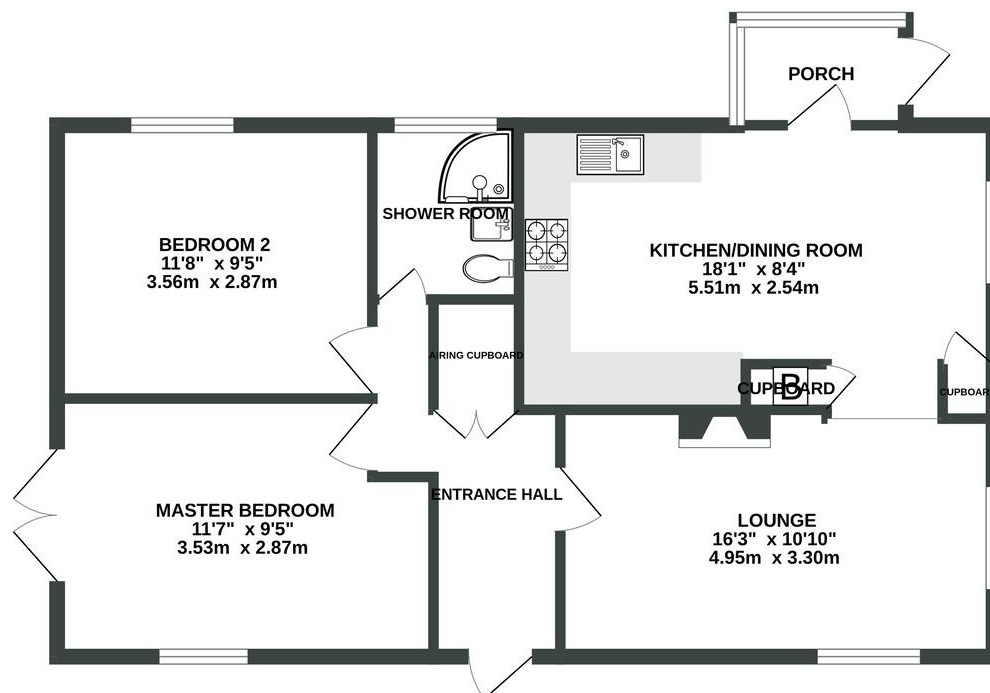 PORCH
SHOWER ROOM
BEDROOM 2
11'8" x 9'5"
3.56m x 2.87m
KITCHEN/DINING ROOM
18'1" x 8'4"
5.51m x 2.54m
AIRING CUPBOARD
CUPBOARD
B
CUPBOAR
ENTRANCE HALL
MASTER BEDROOM
11'7" x 9'5"
3.53m x 2.87m
LOUNGE
16'3" x 10'10"
4.95m x 3.30m